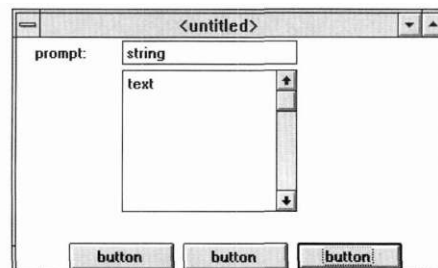 <untitled>
prompt: string
text
button button button